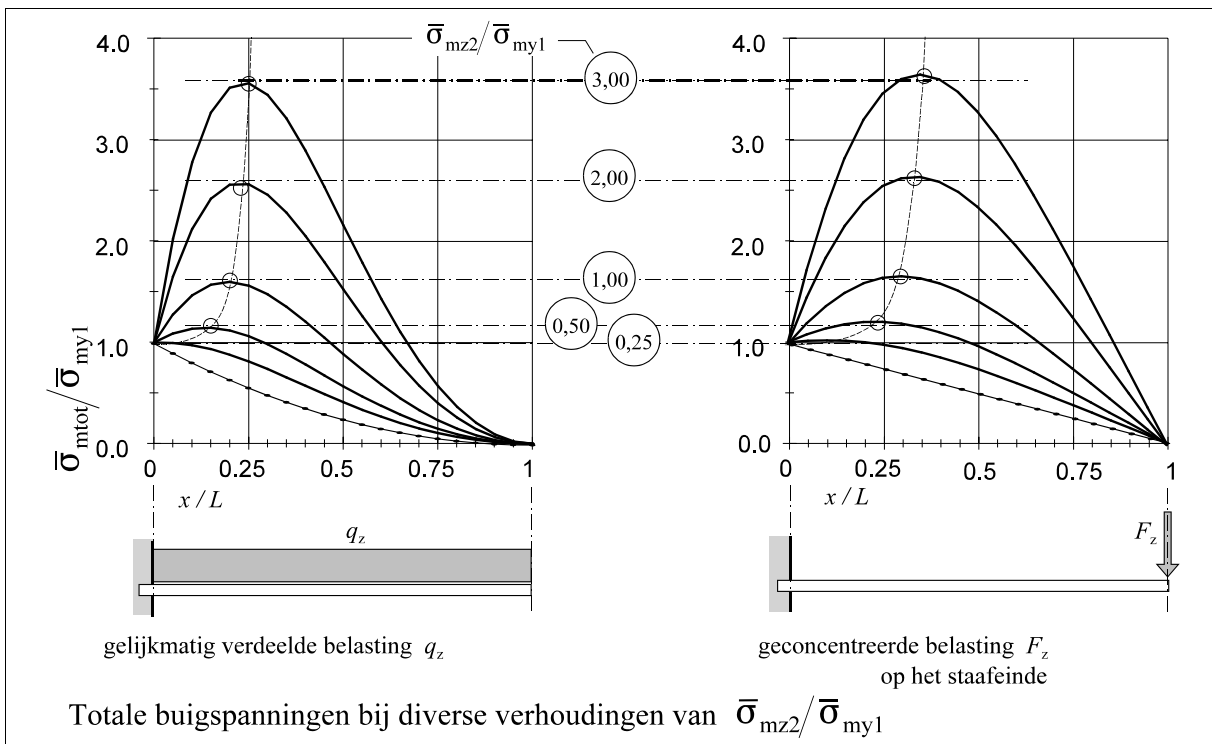 σ̅mz2/σ̅my1
4.0
3.0
2.0
1.0
0.0
σ̅mtot/σ̅my1
0
0.25
0.5
0.75
1
x / L
3,00
2,00
1,00
0,50
0,25
4.0
3.0
2.0
1.0
0.0
0
0.25
0.5
0.75
1
x / L
qz
Fz
gelijkmatig verdeelde belasting qz
geconcentreerde belasting Fz
op het staafeinde
Totale buigspanningen bij diverse verhoudingen van σ̅mz2/σ̅my1